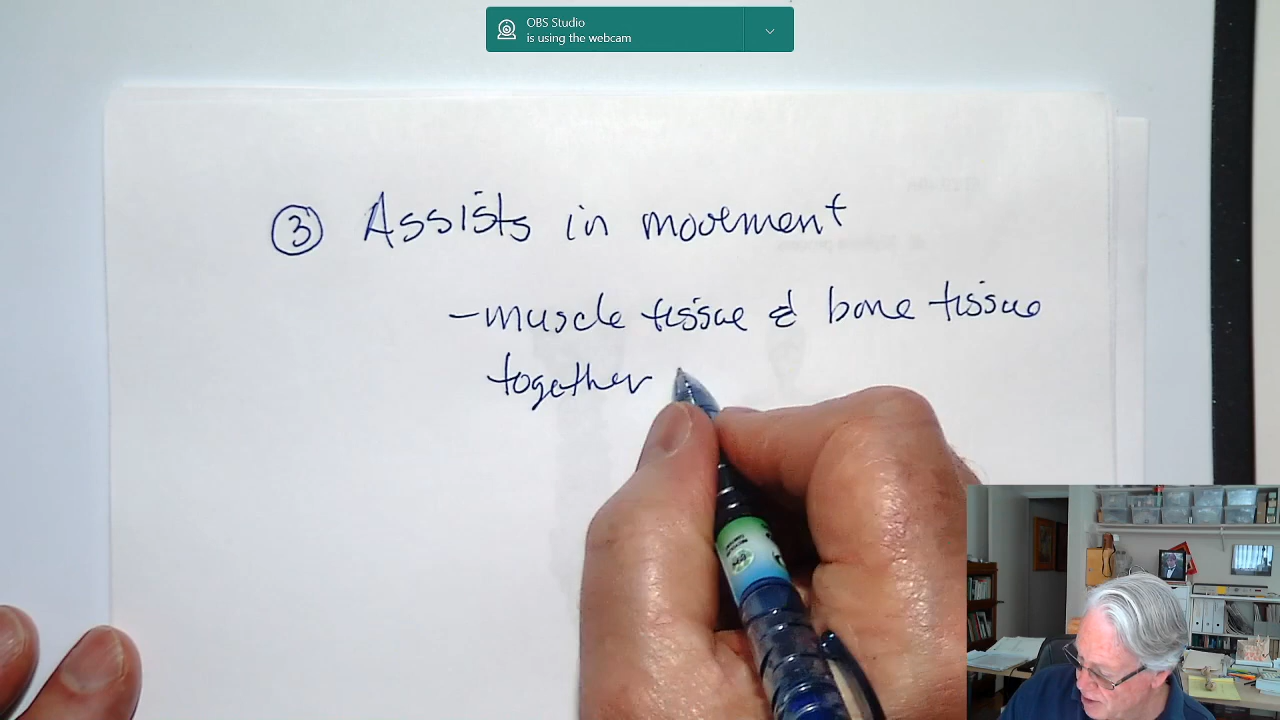 OBS Studio
is using the webcam
③ Assists in movement
-muscle tissue & bone tissue
together